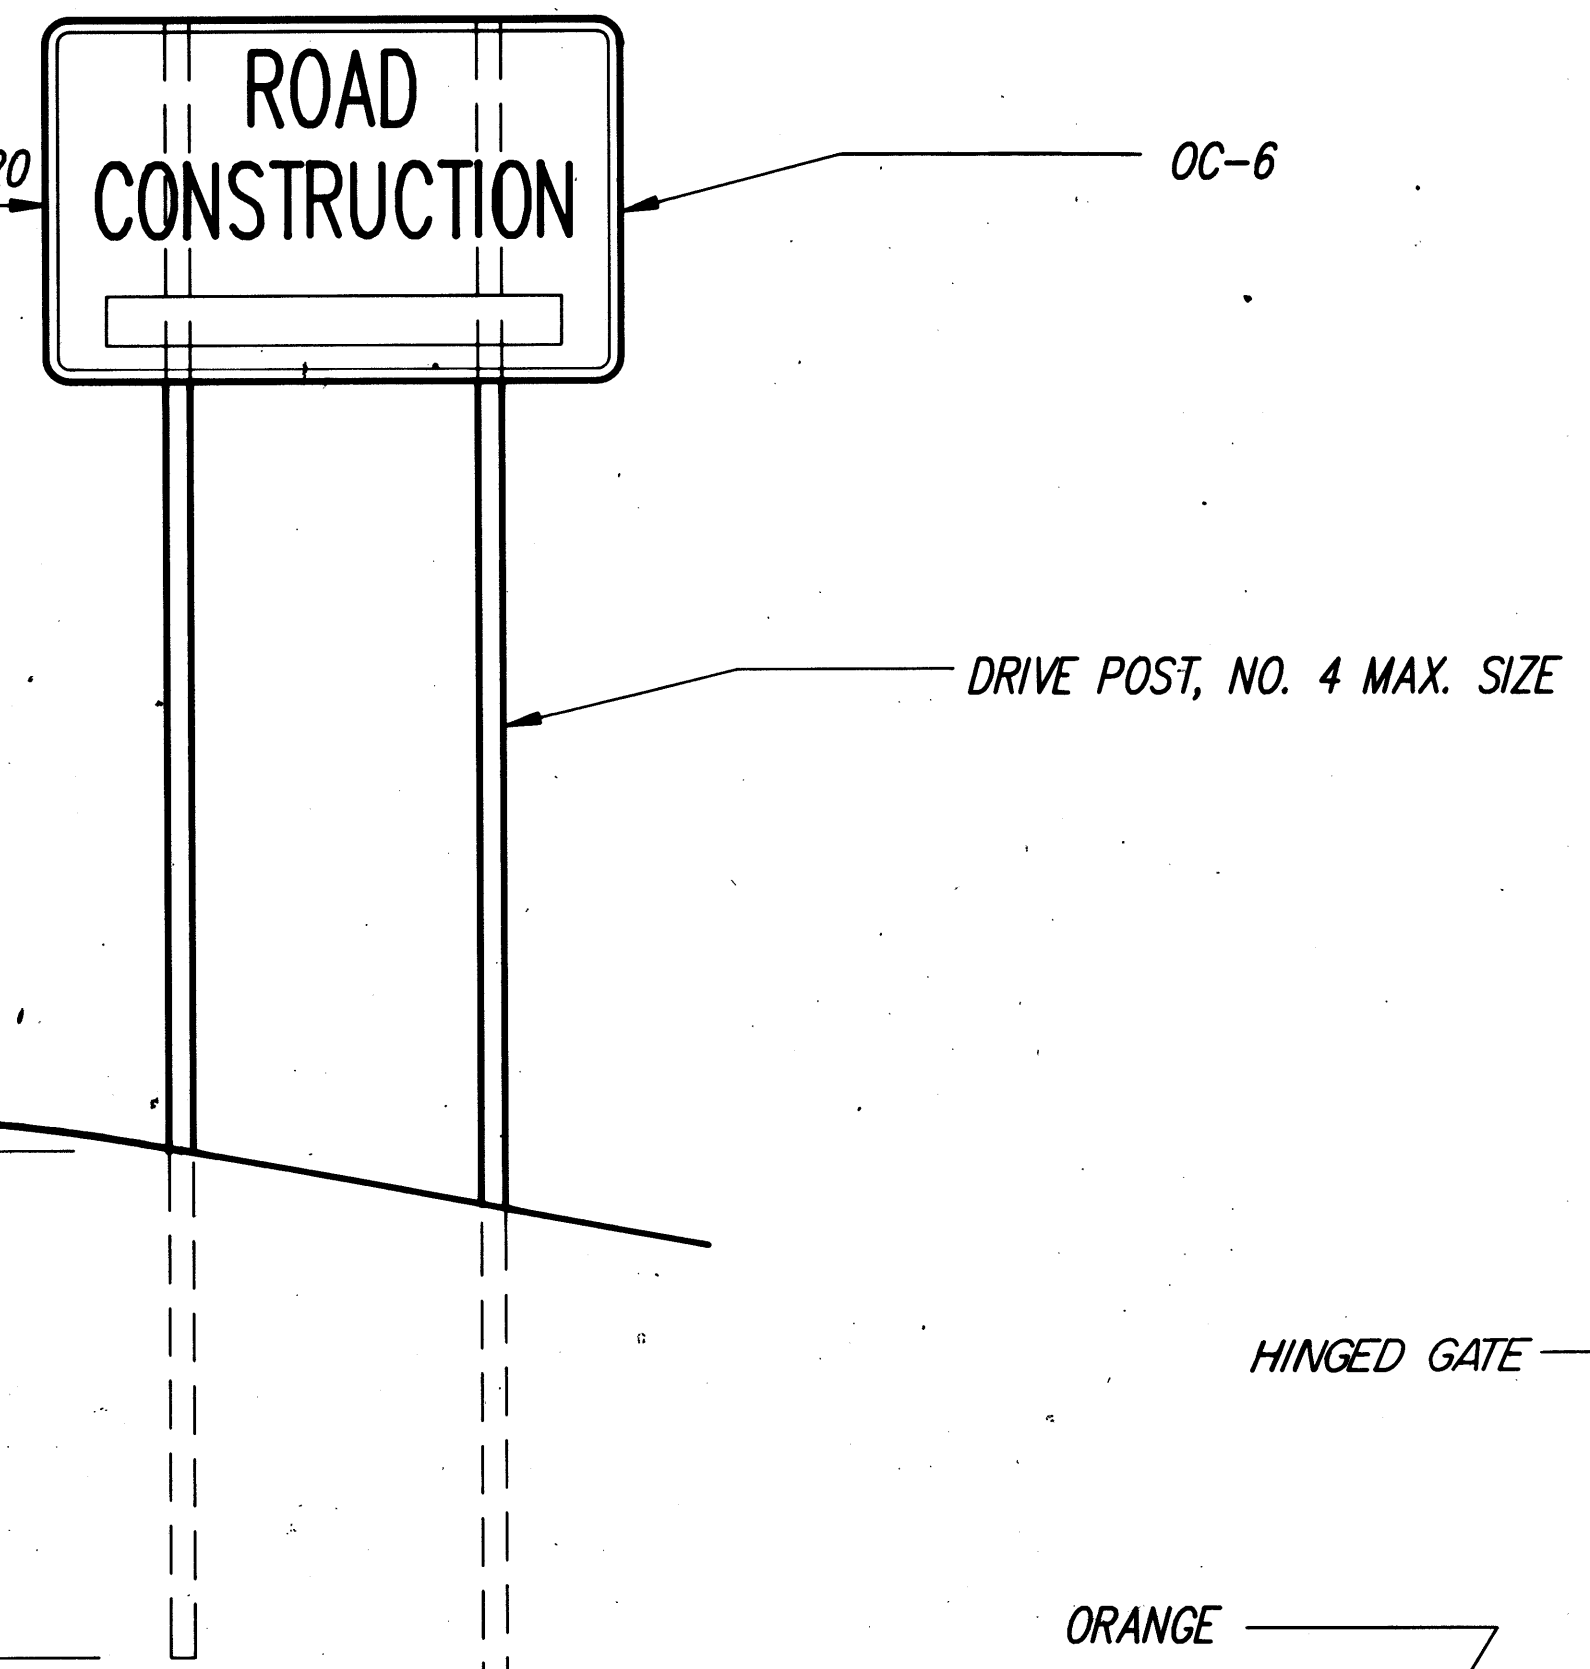 ROAD
CONSTRUCTION
OC-6
DRIVE POST, NO. 4 MAX. SIZE
HINGED GATE
ORANGE